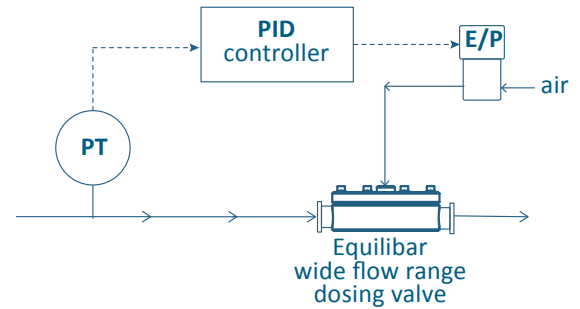 PID
controller
E/P
air
PT
Equilibar
wide flow range
dosing valve